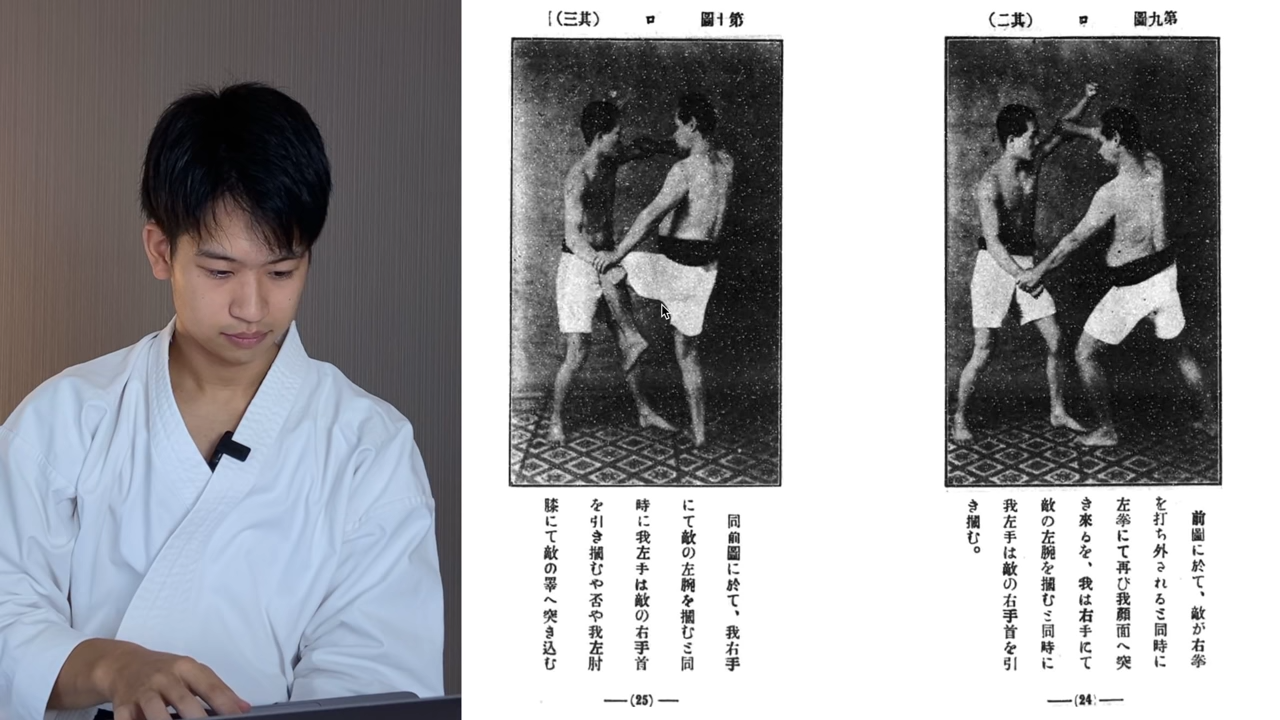 第九圖 ロ (其二)
前圖に於て、敵が右拳
を打ち外されると同時に
左拳にて再び我顏面へ突
き來るを、我は右手にて
敵の左腕を摑むと同時に
我左手は敵の右手首を引
き摑む。
(24)
第十圖 ロ (其三)
同前圖に於て、我右手
にて敵の左腕を摑むと同
時に我左手は敵の右手首
を引き摑むや否や我左肘
膝にて敵の睾へ突き込む
(25)